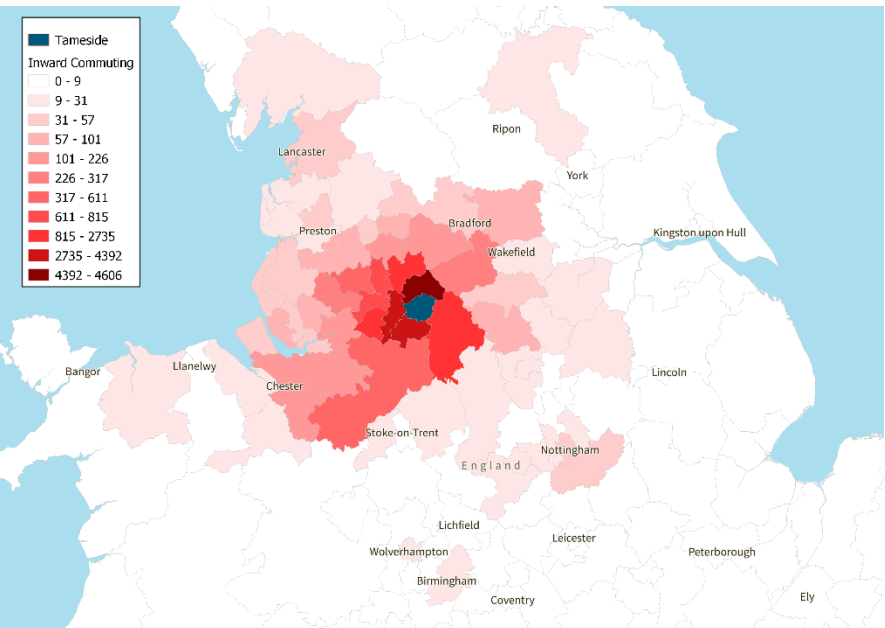 Tameside
Inward Commuting
0 - 9
9 - 31
31 - 57
57 - 101
101 - 226
226 - 317
317 - 611
611 - 815
815 - 2735
2735 - 4392
4392 - 4606
Ripon
Lancaster
York
Bradford
Preston
Kingston upon Hull
Wakefield
Bangor
Llanelwy
Lincoln
Chester
Stoke-on-Trent
Nottingham
England
Lichfield
Leicester
Wolverhampton
Peterborough
Birmingham
Coventry
Ely